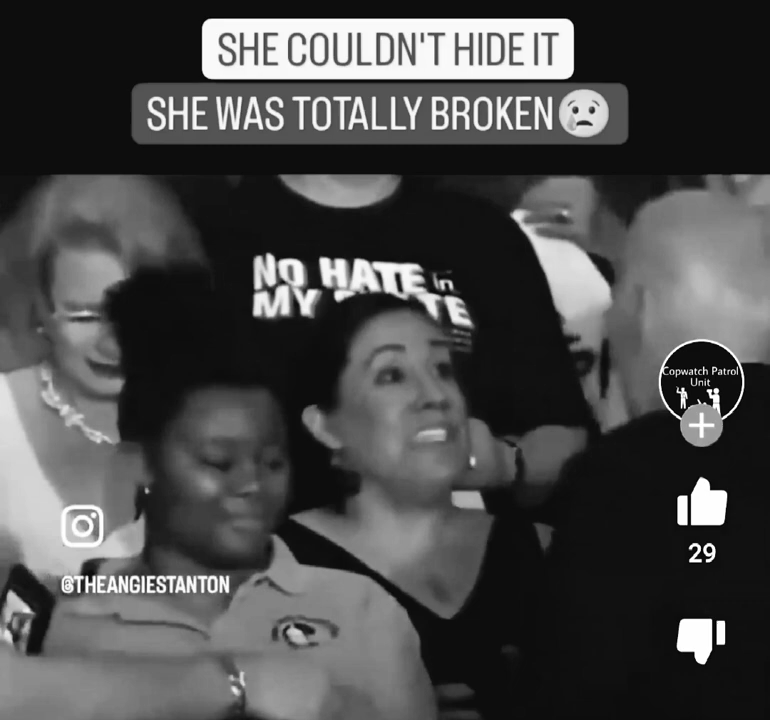 SHE COULDN'T HIDE IT
SHE WAS TOTALLY BROKEN😢
NO HATE in
MY
Copwatch Patrol
Unit
29
@THEANGIESTANTON